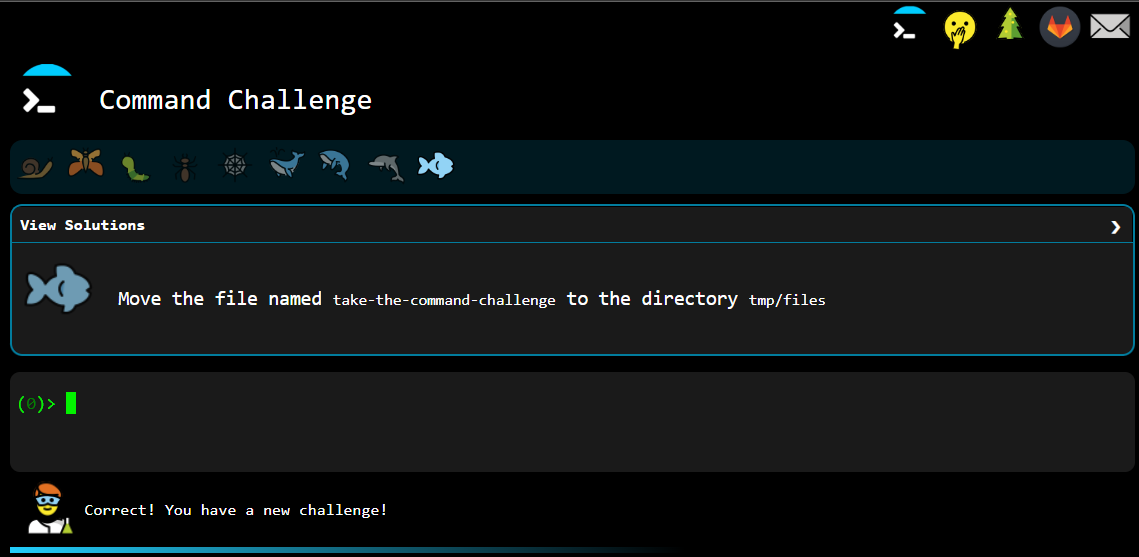 Command Challenge
View Solutions
Move the file named take-the-command-challenge to the directory tmp/files
(0)>
Correct! You have a new challenge!